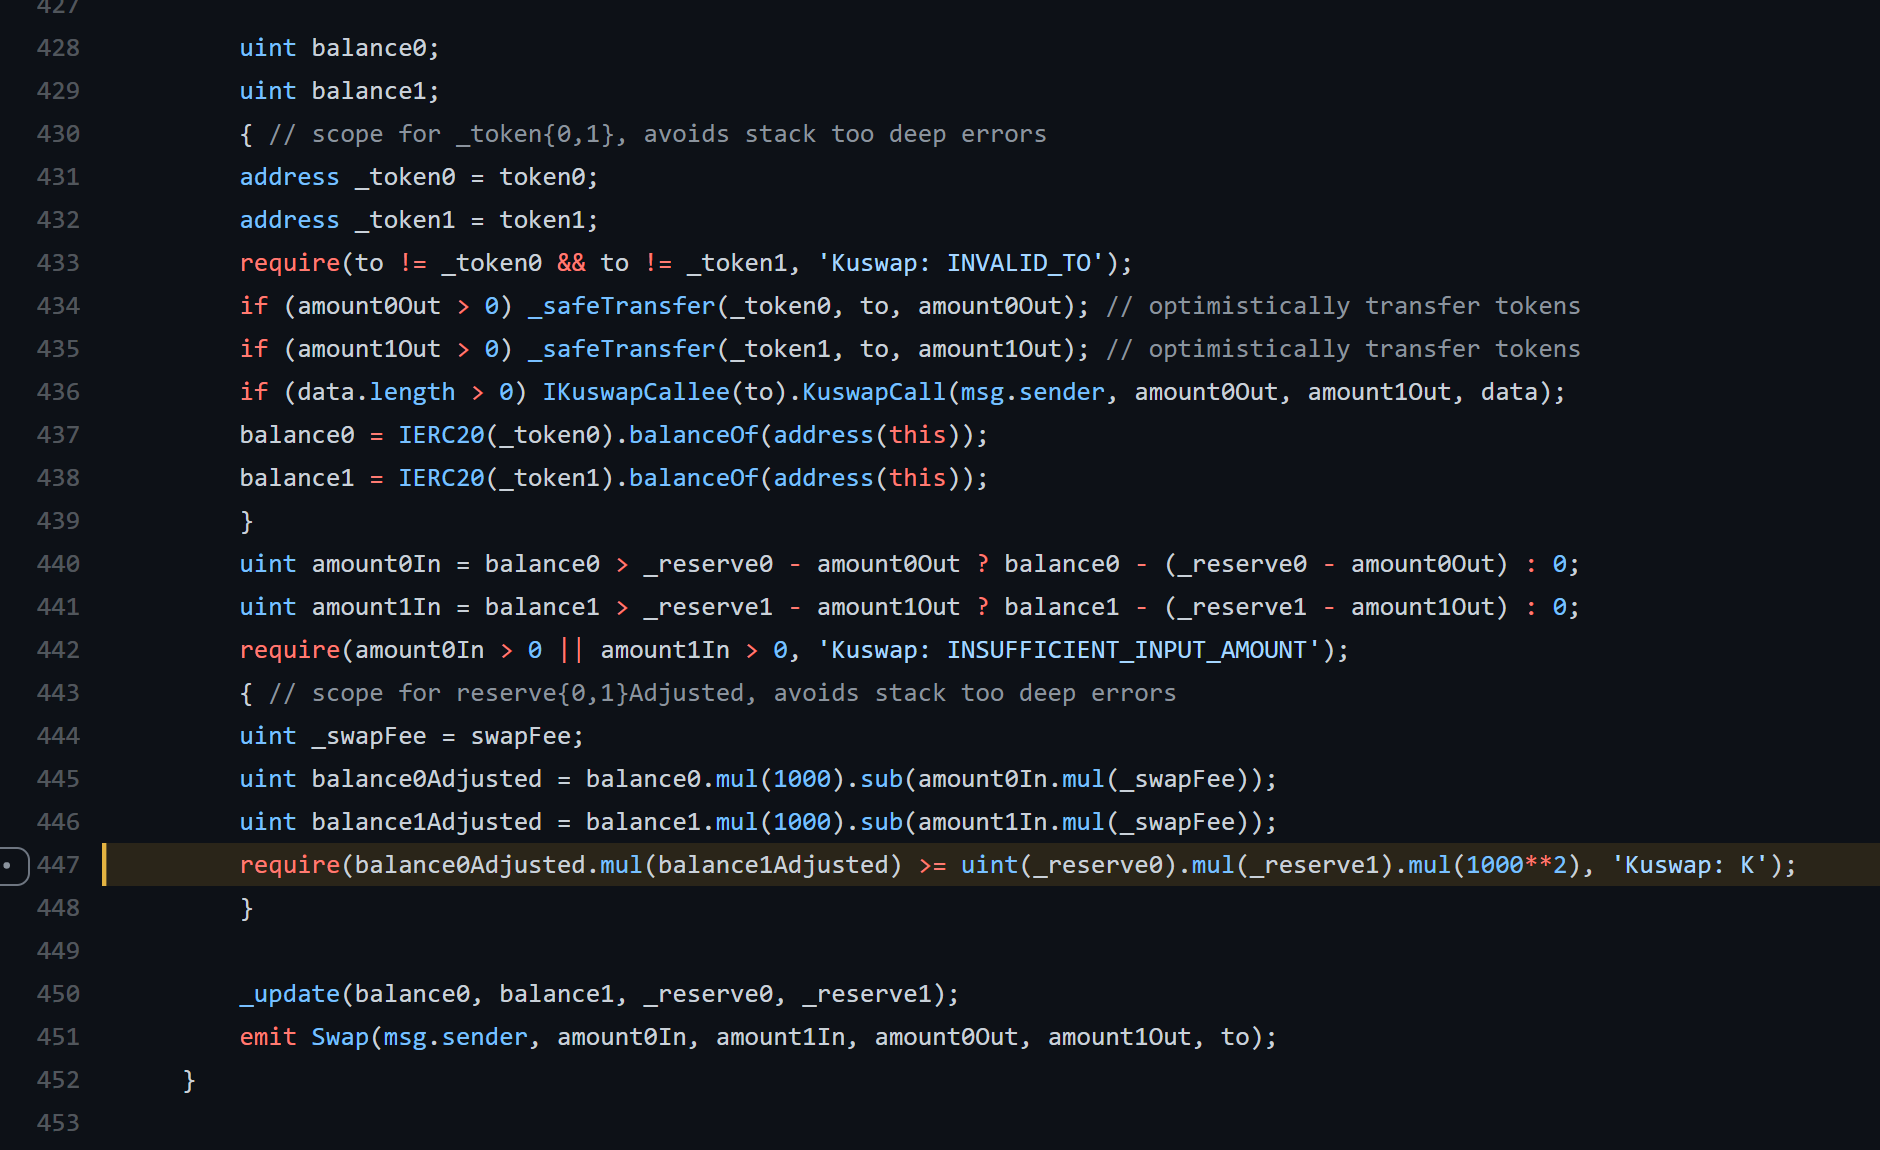 427
428 uint balance0;
429 uint balance1;
430 { // scope for _token{0,1}, avoids stack too deep errors
431 address _token0 = token0;
432 address _token1 = token1;
433 require(to != _token0 && to != _token1, 'Kuswap: INVALID_TO');
434 if (amount0Out > 0) _safeTransfer(_token0, to, amount0Out); // optimistically transfer tokens
435 if (amount1Out > 0) _safeTransfer(_token1, to, amount1Out); // optimistically transfer tokens
436 if (data.length > 0) IKuswapCallee(to).KuswapCall(msg.sender, amount0Out, amount1Out, data);
437 balance0 = IERC20(_token0).balanceOf(address(this));
438 balance1 = IERC20(_token1).balanceOf(address(this));
439 }
440 uint amount0In = balance0 > _reserve0 - amount0Out ? balance0 - (_reserve0 - amount0Out) : 0;
441 uint amount1In = balance1 > _reserve1 - amount1Out ? balance1 - (_reserve1 - amount1Out) : 0;
442 require(amount0In > 0 || amount1In > 0, 'Kuswap: INSUFFICIENT_INPUT_AMOUNT');
443 { // scope for reserve{0,1}Adjusted, avoids stack too deep errors
444 uint _swapFee = swapFee;
445 uint balance0Adjusted = balance0.mul(1000).sub(amount0In.mul(_swapFee));
446 uint balance1Adjusted = balance1.mul(1000).sub(amount1In.mul(_swapFee));
447 require(balance0Adjusted.mul(balance1Adjusted) >= uint(_reserve0).mul(_reserve1).mul(1000**2), 'Kuswap: K');
448 }
449
450 _update(balance0, balance1, _reserve0, _reserve1);
451 emit Swap(msg.sender, amount0In, amount1In, amount0Out, amount1Out, to);
452 }
453